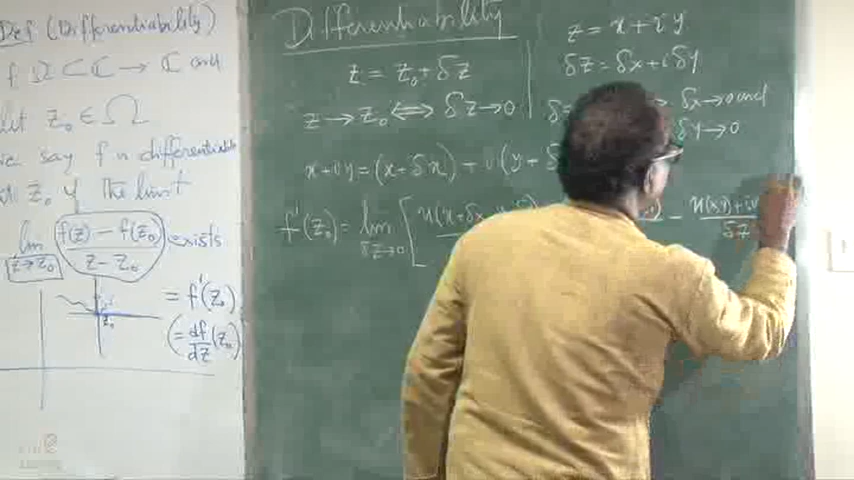 Def (Differentiability)
f Ω ⊂ ℂ → ℂ and
let z₀ ∈ Ω
we say f is differentiable
at z₀ if the limit
lim z→z₀ f(z) − f(z₀) / z − z₀ exists
= f'(z₀)
(= df/dz (z₀)
z₀
Differentiability
z = z₀ + δz
z → z₀ ⟺ δz → 0
z = x + iy
δz = δx + iδy
δx → 0 and
δy → 0
x + iy = (x + δx) + i(y +
f'(z₀) = lim δz→0 [ u(x+δx, − u(x,y) + iv / δz